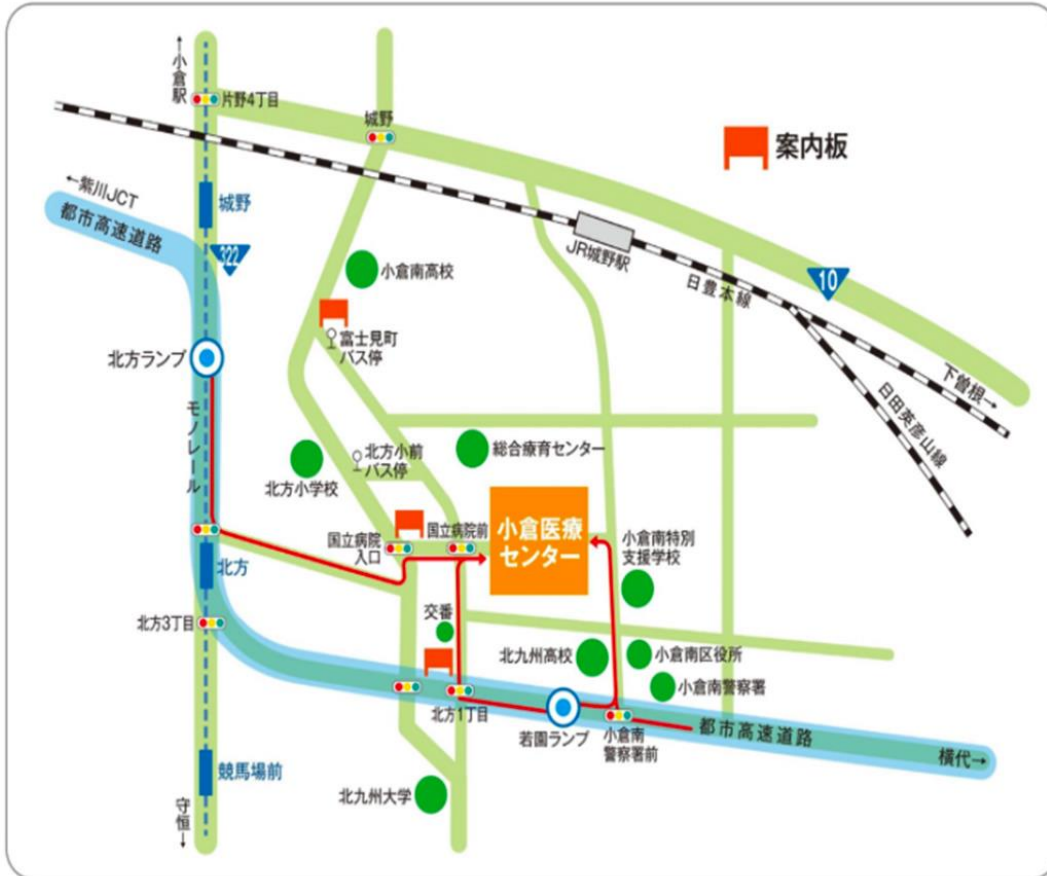 ↑小倉駅
片野4丁目
城野
案内板
←紫川JCT
都市高速道路
城野
322
JR城野駅
日豊本線
10
小倉南高校
富士見町
バス停
北方ランプ
下曽根→
日田英彦山線
モノレール
北方小前
バス停
総合療育センター
北方小学校
国立病院
入口
国立病院前
小倉医療
センター
小倉南特別
支援学校
北方
交番
北方3丁目
北九州高校
小倉南区役所
小倉南警察署
北方1丁目
若園ランプ
小倉南
警察署前
都市高速道路
横代→
競馬場前
北九州大学
守恒↓